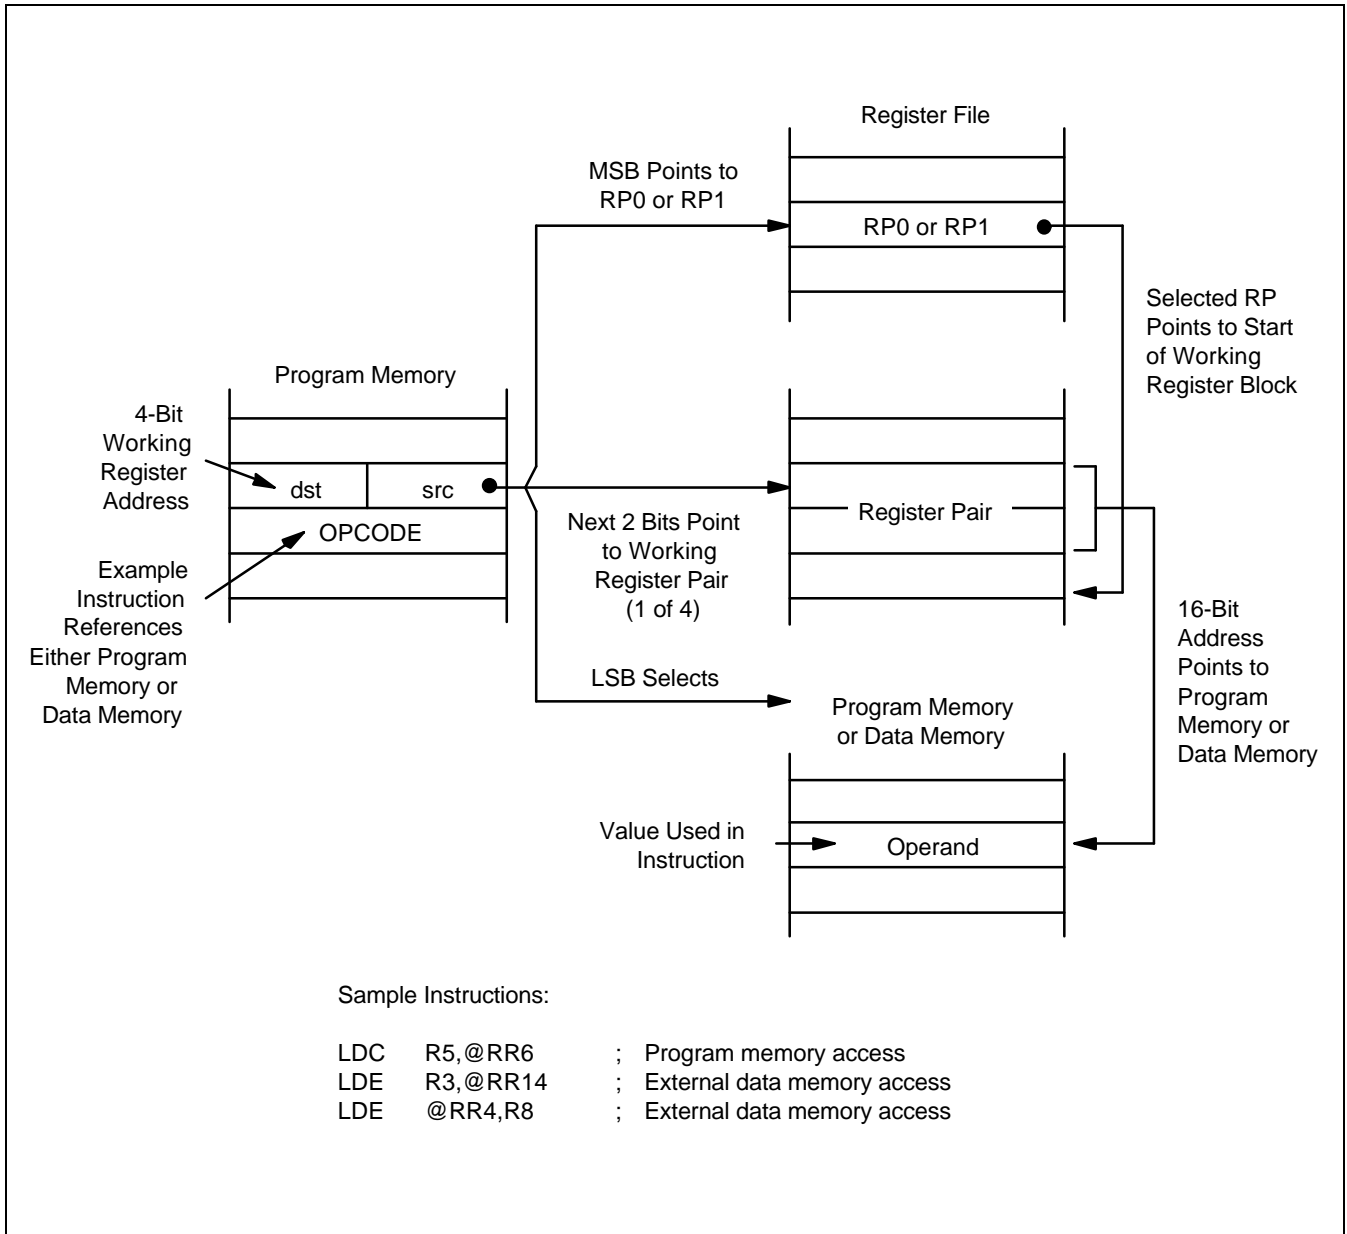 Register File
MSB Points to
RP0 or RP1
RP0 or RP1
Selected RP
Points to Start
of Working
Register Block
Program Memory
4-Bit
Working
Register
Address
dst
src
OPCODE
Next 2 Bits Point
to Working
Register Pair
(1 of 4)
Register Pair
Example
Instruction
References
Either Program
Memory or
Data Memory
16-Bit
Address
Points to
Program
Memory or
Data Memory
LSB Selects
Program Memory
or Data Memory
Value Used in
Instruction
Operand
Sample Instructions:
LDC R5,@RR6 ; Program memory access
LDE R3,@RR14 ; External data memory access
LDE @RR4,R8 ; External data memory access